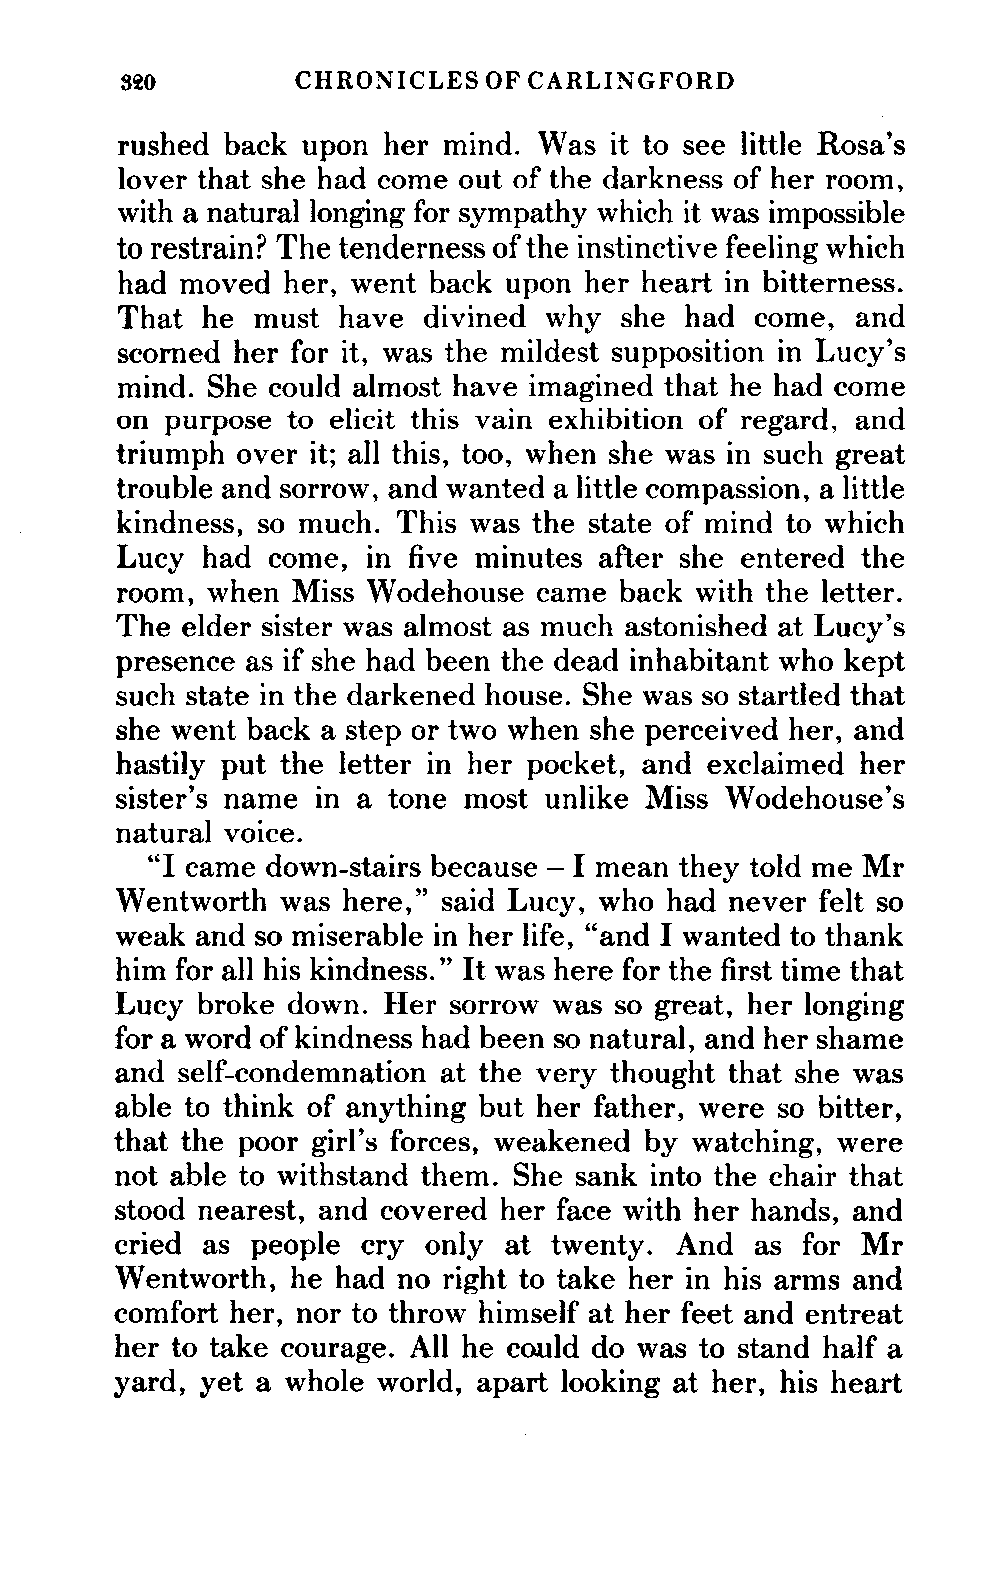 320 CHRONICLES OF CARLINGFORD
rushed back upon her mind. Was it to see little Rosa's
lover that she had come out of the darkness of her room,
with a natural longing for sympathy which it was impossible
to restrain? The tenderness of the instinctive feeling which
had moved her, went back upon her heart in bitterness.
That he must have divined why she had come, and
scorned her for it, was the mildest supposition in Lucy's
mind. She could almost have imagined that he had come
on purpose to elicit this vain exhibition of regard, and
triumph over it; all this, too, when she was in such great
trouble and sorrow, and wanted a little compassion, a little
kindness, so much. This was the state of mind to which
Lucy had come, in five minutes after she entered the
room, when Miss Wodehouse came back with the letter.
The elder sister was almost as much astonished at Lucy's
presence as if she had been the dead inhabitant who kept
such state in the darkened house. She was so startled that
she went back a step or two when she perceived her, and
hastily put the letter in her pocket, and exclaimed her
sister's name in a tone most unlike Miss Wodehouse's
natural voice.
"I came down-stairs because – I mean they told me Mr
Wentworth was here," said Lucy, who had never felt so
weak and so miserable in her life, "and I wanted to thank
him for all his kindness." It was here for the first time that
Lucy broke down. Her sorrow was so great, her longing
for a word of kindness had been so natural, and her shame
and self-condemnation at the very thought that she was
able to think of anything but her father, were so bitter,
that the poor girl's forces, weakened by watching, were
not able to withstand them. She sank into the chair that
stood nearest, and covered her face with her hands, and
cried as people cry only at twenty. And as for Mr
Wentworth, he had no right to take her in his arms and
comfort her, nor to throw himself at her feet and entreat
her to take courage. All he could do was to stand half a
yard, yet a whole world, apart looking at her, his heart